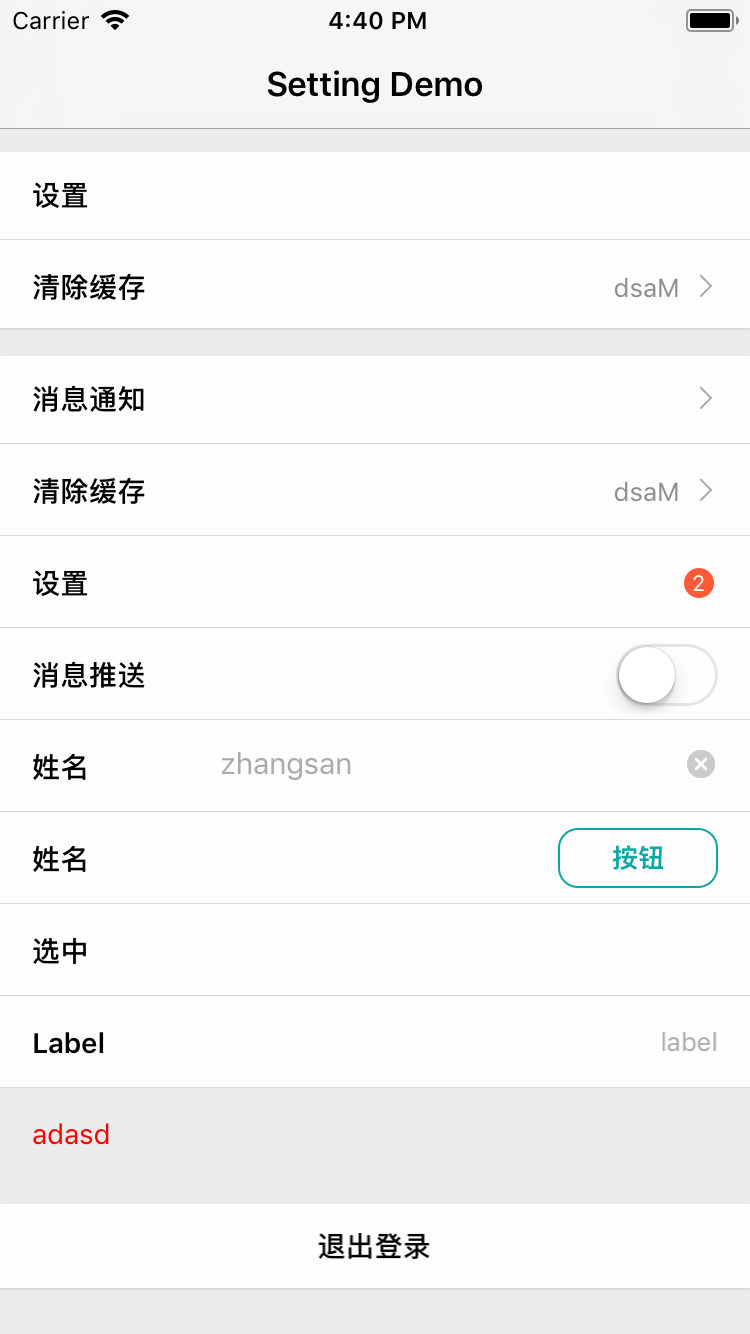 Carrier 4:40 PM
Setting Demo
设置
清除缓存 dsaM
消息通知
清除缓存 dsaM
设置 2
消息推送
姓名 zhangsan
姓名 按钮
选中
Label label
adasd
退出登录